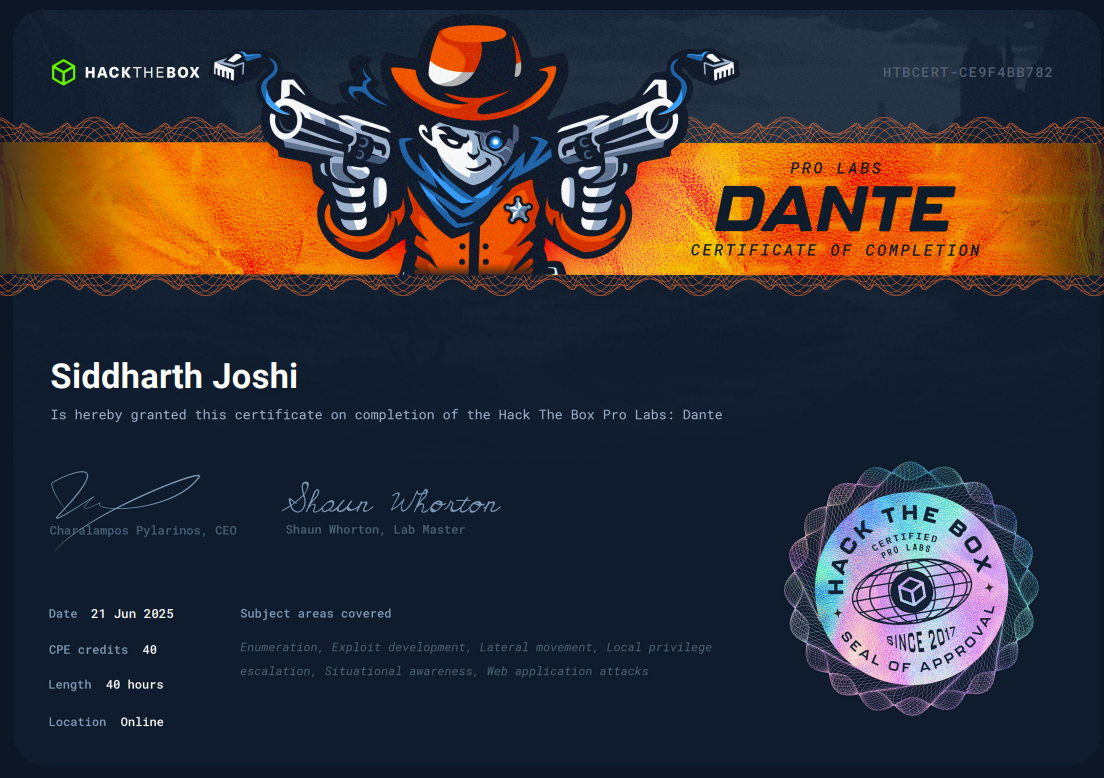 HACKTHEBOX
HTBCERT-CE9F4BB782
PRO LABS
DANTE
CERTIFICATE OF COMPLETION
Siddharth Joshi
Is hereby granted this certificate on completion of the Hack The Box Pro Labs: Dante
Shaun Whorton
Charalampos Pylarinos, CEO
Shaun Whorton, Lab Master
Date 21 Jun 2025
CPE credits 40
Length 40 hours
Location Online
Subject areas covered
Enumeration, Exploit development, Lateral movement, Local privilege
escalation, Situational awareness, Web application attacks
HACK THE BOX
CERTIFIED
PRO LABS
SINCE 2017
SEAL OF APPROVAL